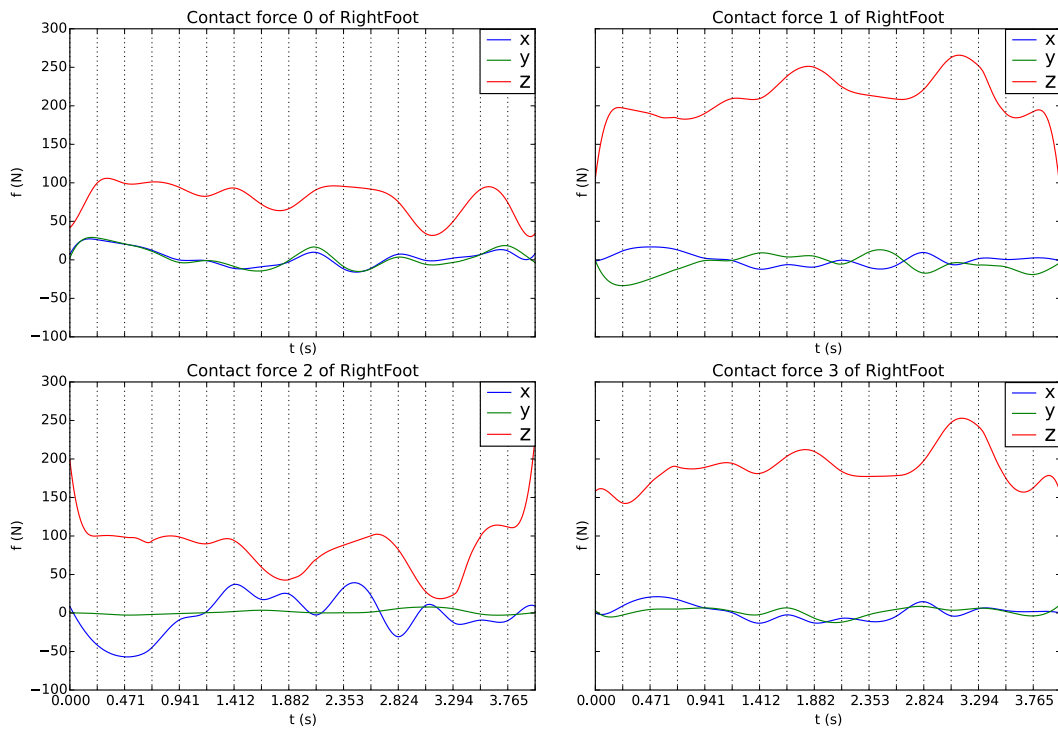 Contact force 0 of RightFoot
300
250
200
150
100
50
0
−50
−100
f (N)
t (s)
x
y
z
Contact force 1 of RightFoot
f (N)
t (s)
x
y
z
Contact force 2 of RightFoot
300
250
200
150
100
50
0
−50
−100
f (N)
0.000 0.471 0.941 1.412 1.882 2.353 2.824 3.294 3.765
t (s)
x
y
z
Contact force 3 of RightFoot
f (N)
0.000 0.471 0.941 1.412 1.882 2.353 2.824 3.294 3.765
t (s)
x
y
z